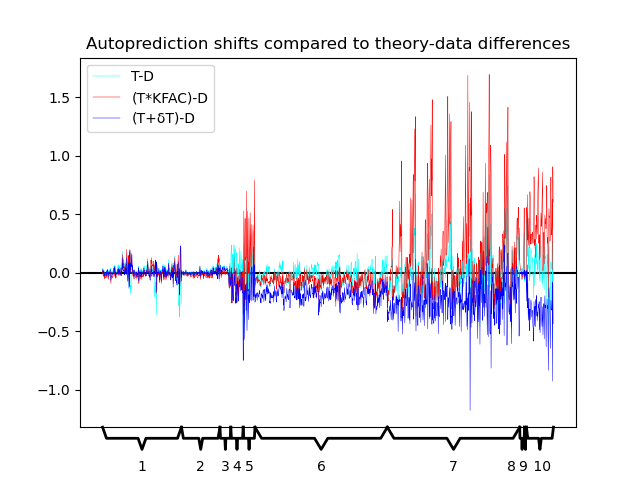 Autoprediction shifts compared to theory-data differences
T-D
(T*KFAC)-D
(T+δT)-D
1.5
1.0
0.5
0.0
−0.5
−1.0
1 2 3 4 5 6 7 8 9 10